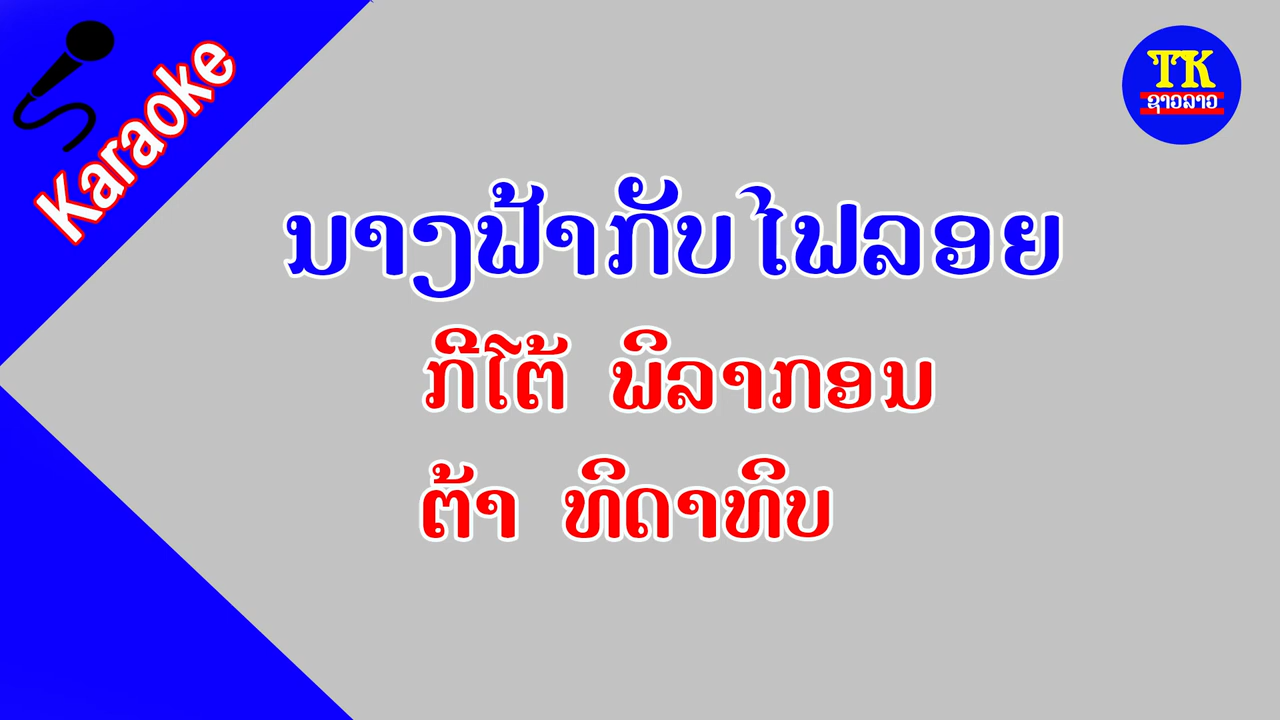 Karaoke
TK
ຊາວລາວ
ນາງຟ້າກັບໄຟລອຍ
ກີໂຕ້ ພິລາກອນ
ຕ້າ ທິດາທິບ